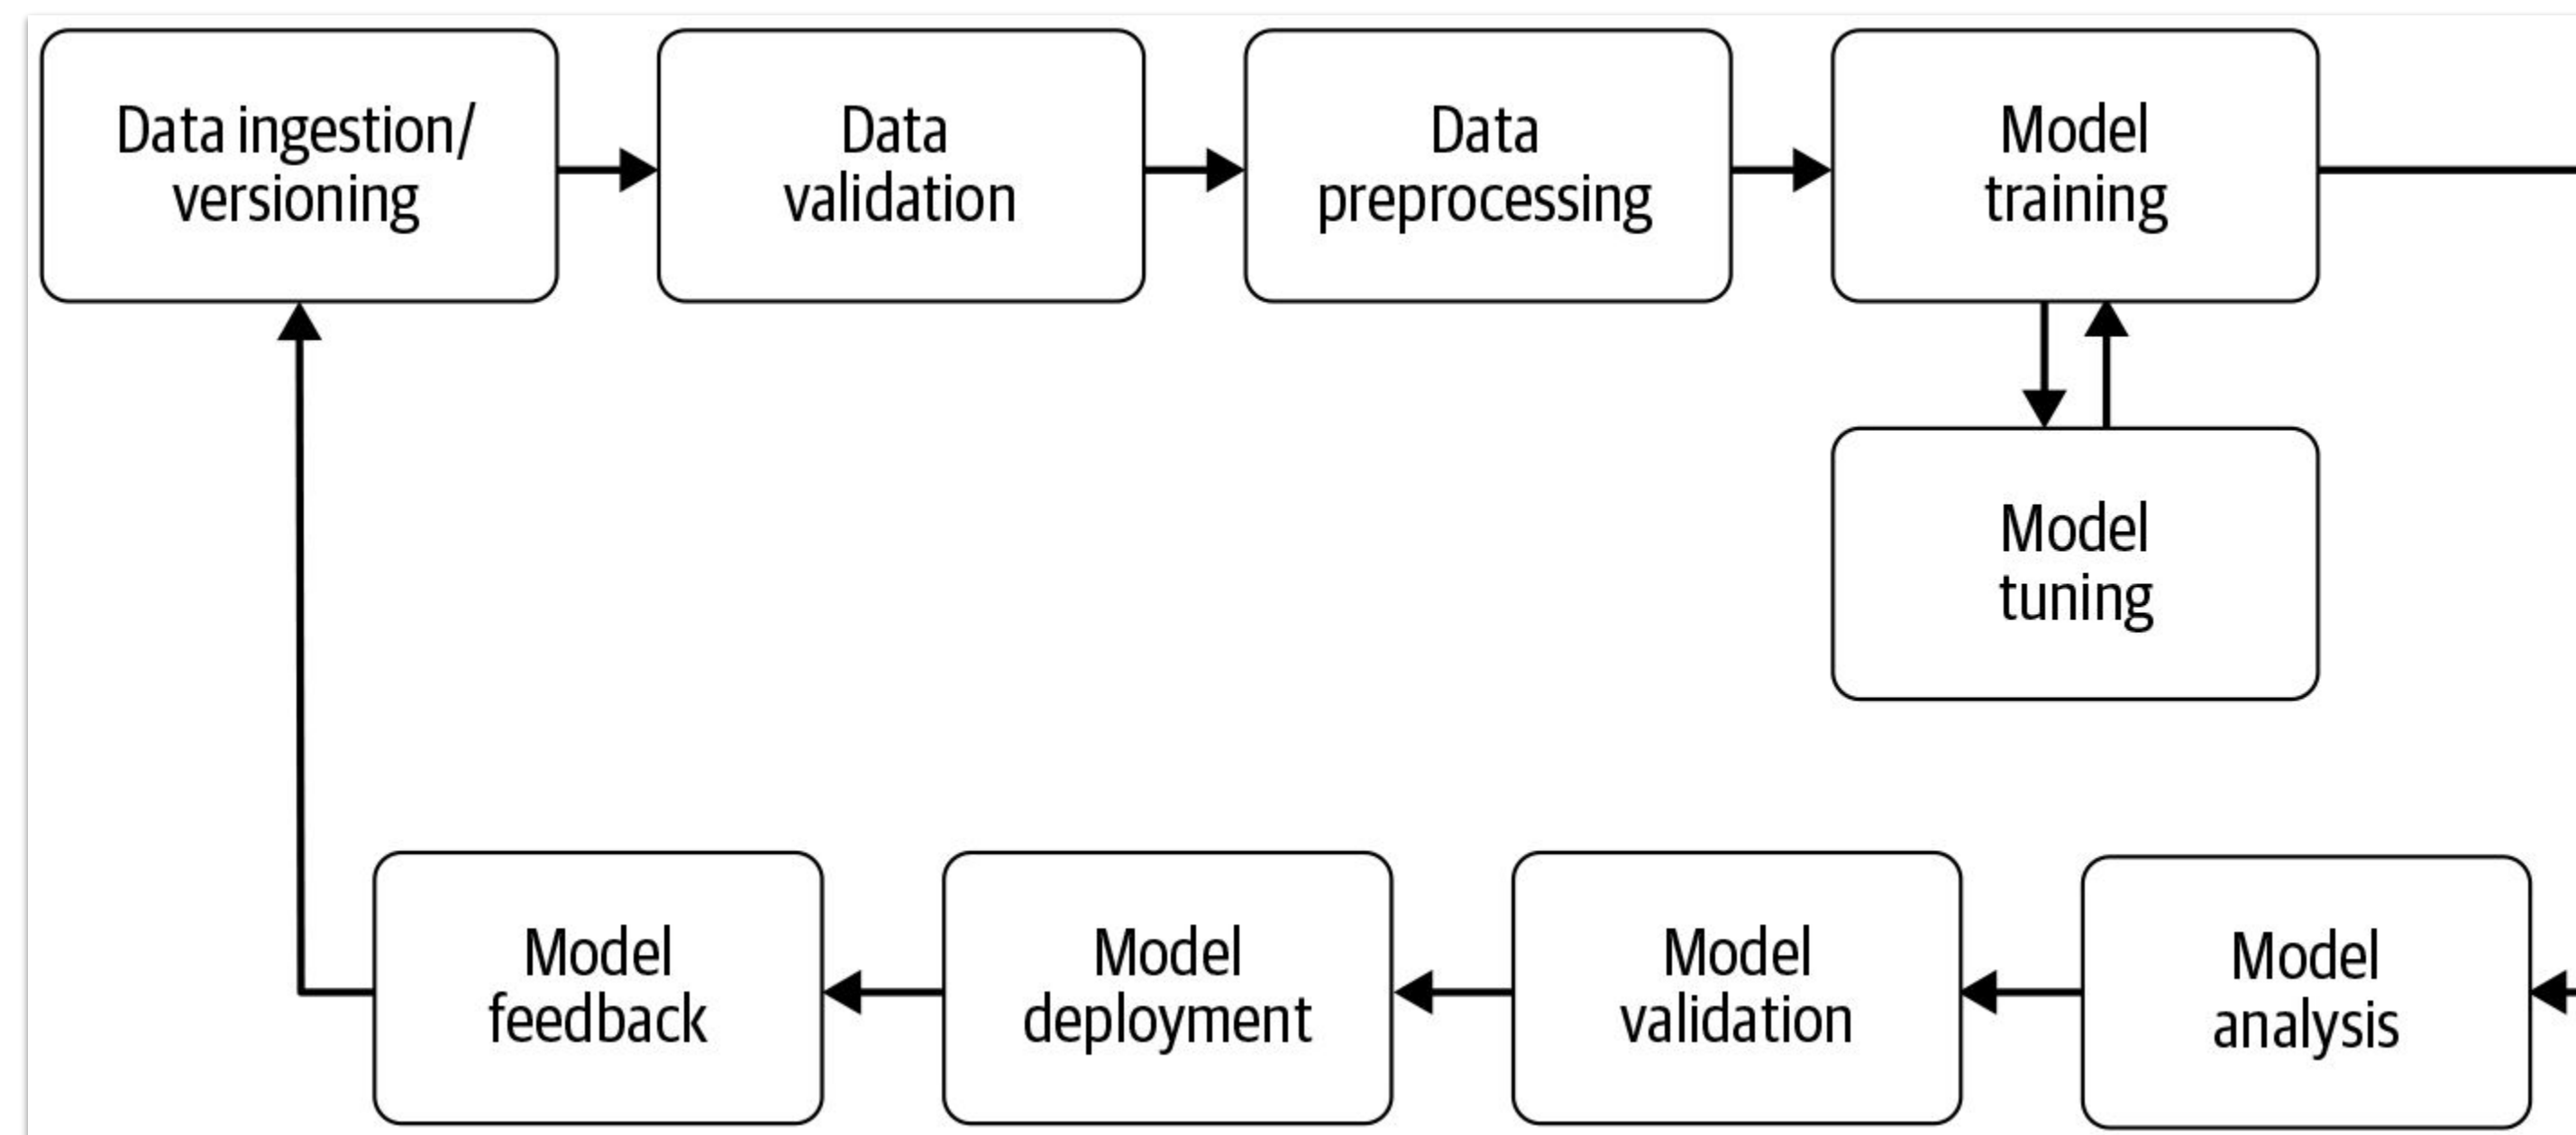 Data ingestion/
versioning
Data
validation
Data
preprocessing
Model
training
Model
tuning
Model
feedback
Model
deployment
Model
validation
Model
analysis